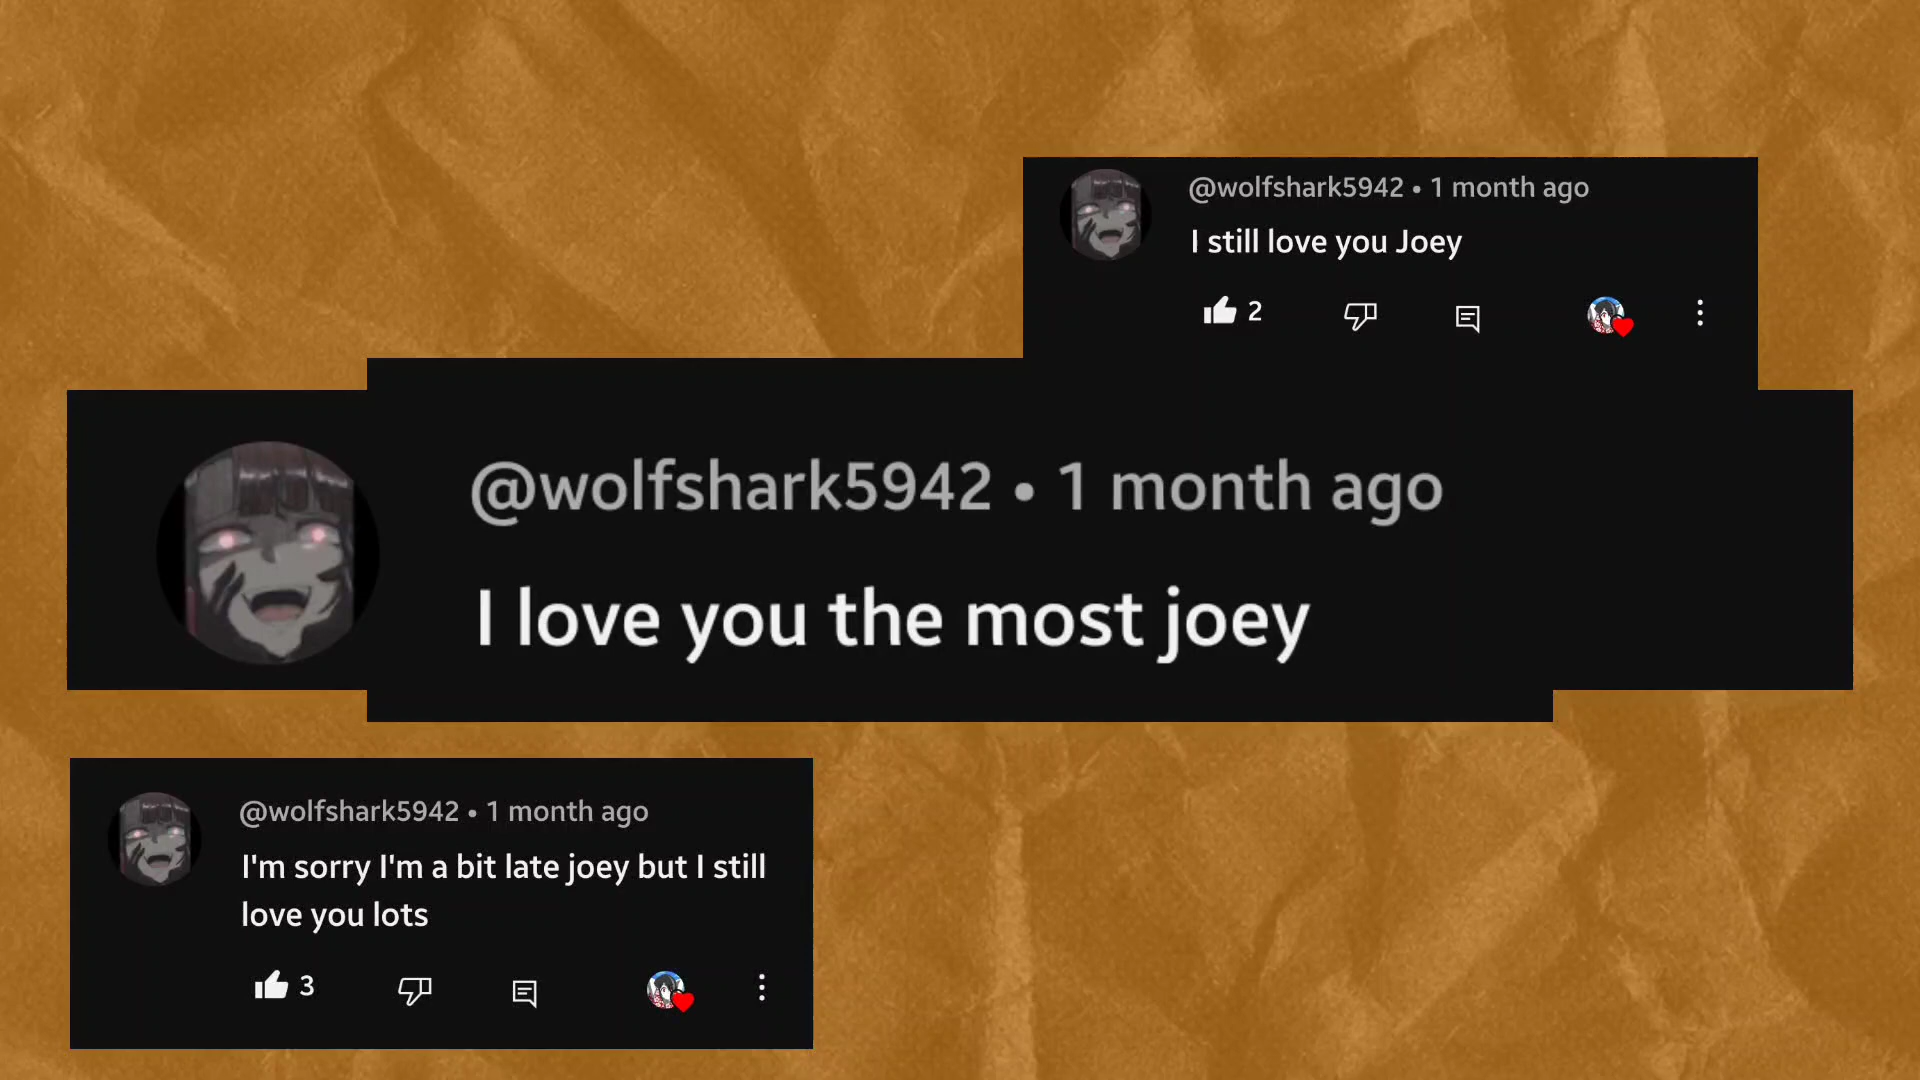 @wolfshark5942 • 1 month ago
I still love you Joey
2
@wolfshark5942 • 1 month ago
I love you the most joey
@wolfshark5942 • 1 month ago
I'm sorry I'm a bit late joey but I still
love you lots
3